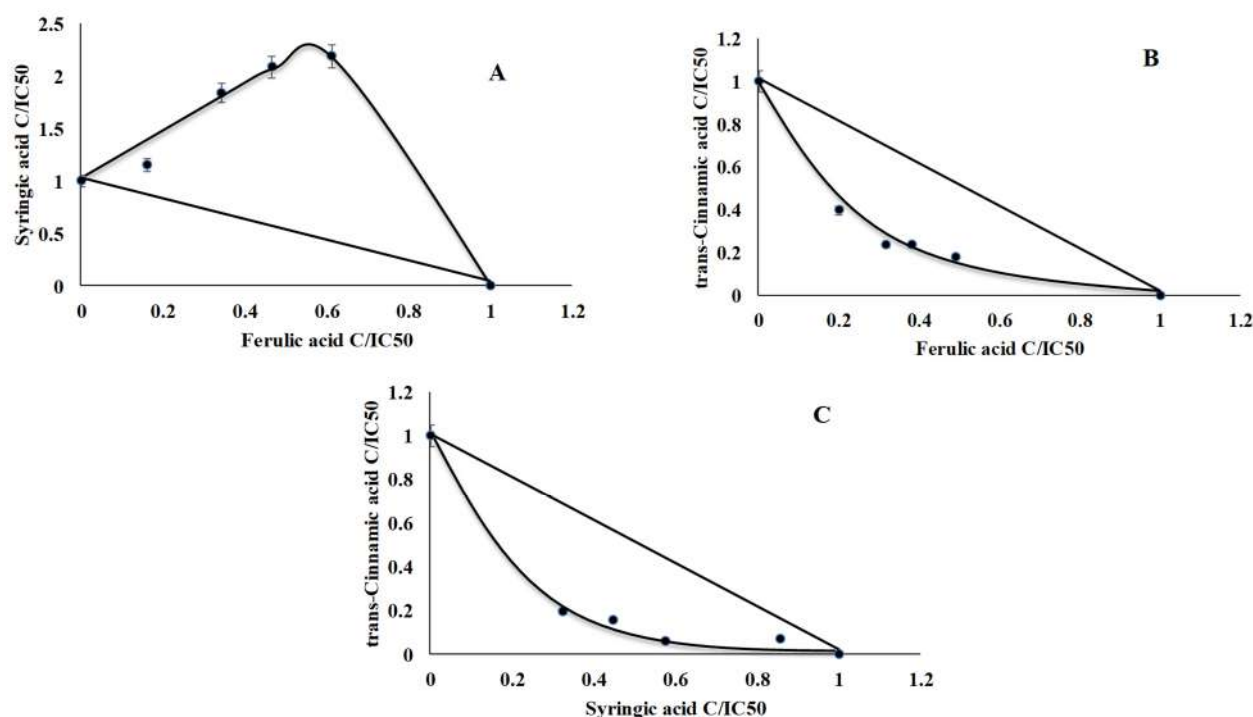 A
Syringic acid C/IC50
2.5
2
1.5
1
0.5
0
0 0.2 0.4 0.6 0.8 1 1.2
Ferulic acid C/IC50
B
trans-Cinnamic acid C/IC50
1.2
1
0.8
0.6
0.4
0.2
0
0 0.2 0.4 0.6 0.8 1 1.2
Ferulic acid C/IC50
C
trans-Cinnamic acid C/IC50
1.2
1
0.8
0.6
0.4
0.2
0
0 0.2 0.4 0.6 0.8 1 1.2
Syringic acid C/IC50